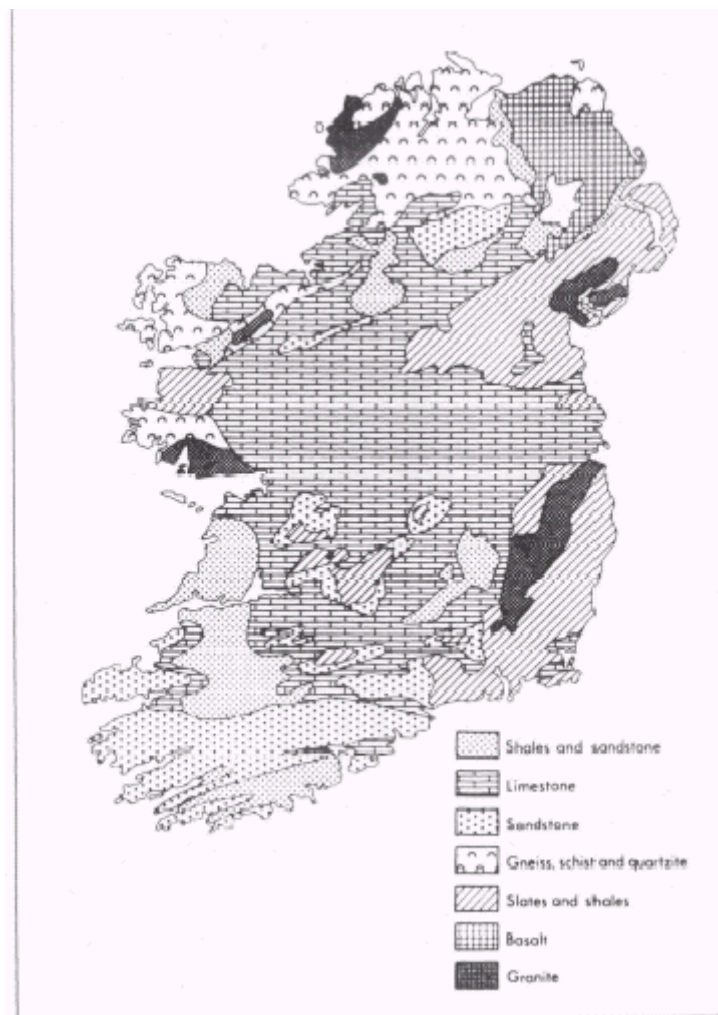 Shales and sandstone
Limestone
Sandstone
Gneiss, schist and quartzite
Slates and shales
Basalt
Granite